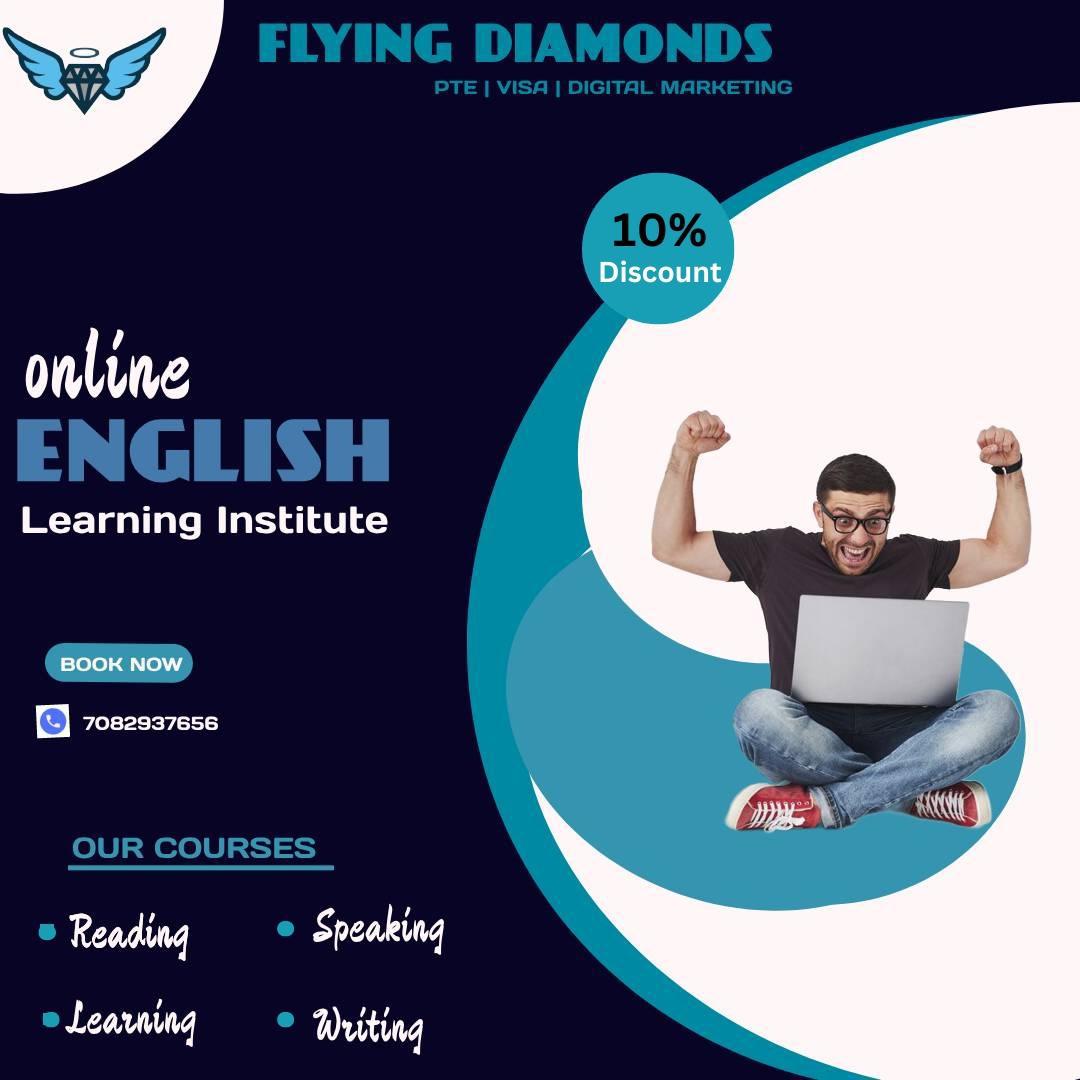 FLYING DIAMONDS
PTE | VISA | DIGITAL MARKETING
10%
Discount
online
ENGLISH
Learning Institute
BOOK NOW
7082937656
OUR COURSES
Reading
Speaking
Learning
Writing